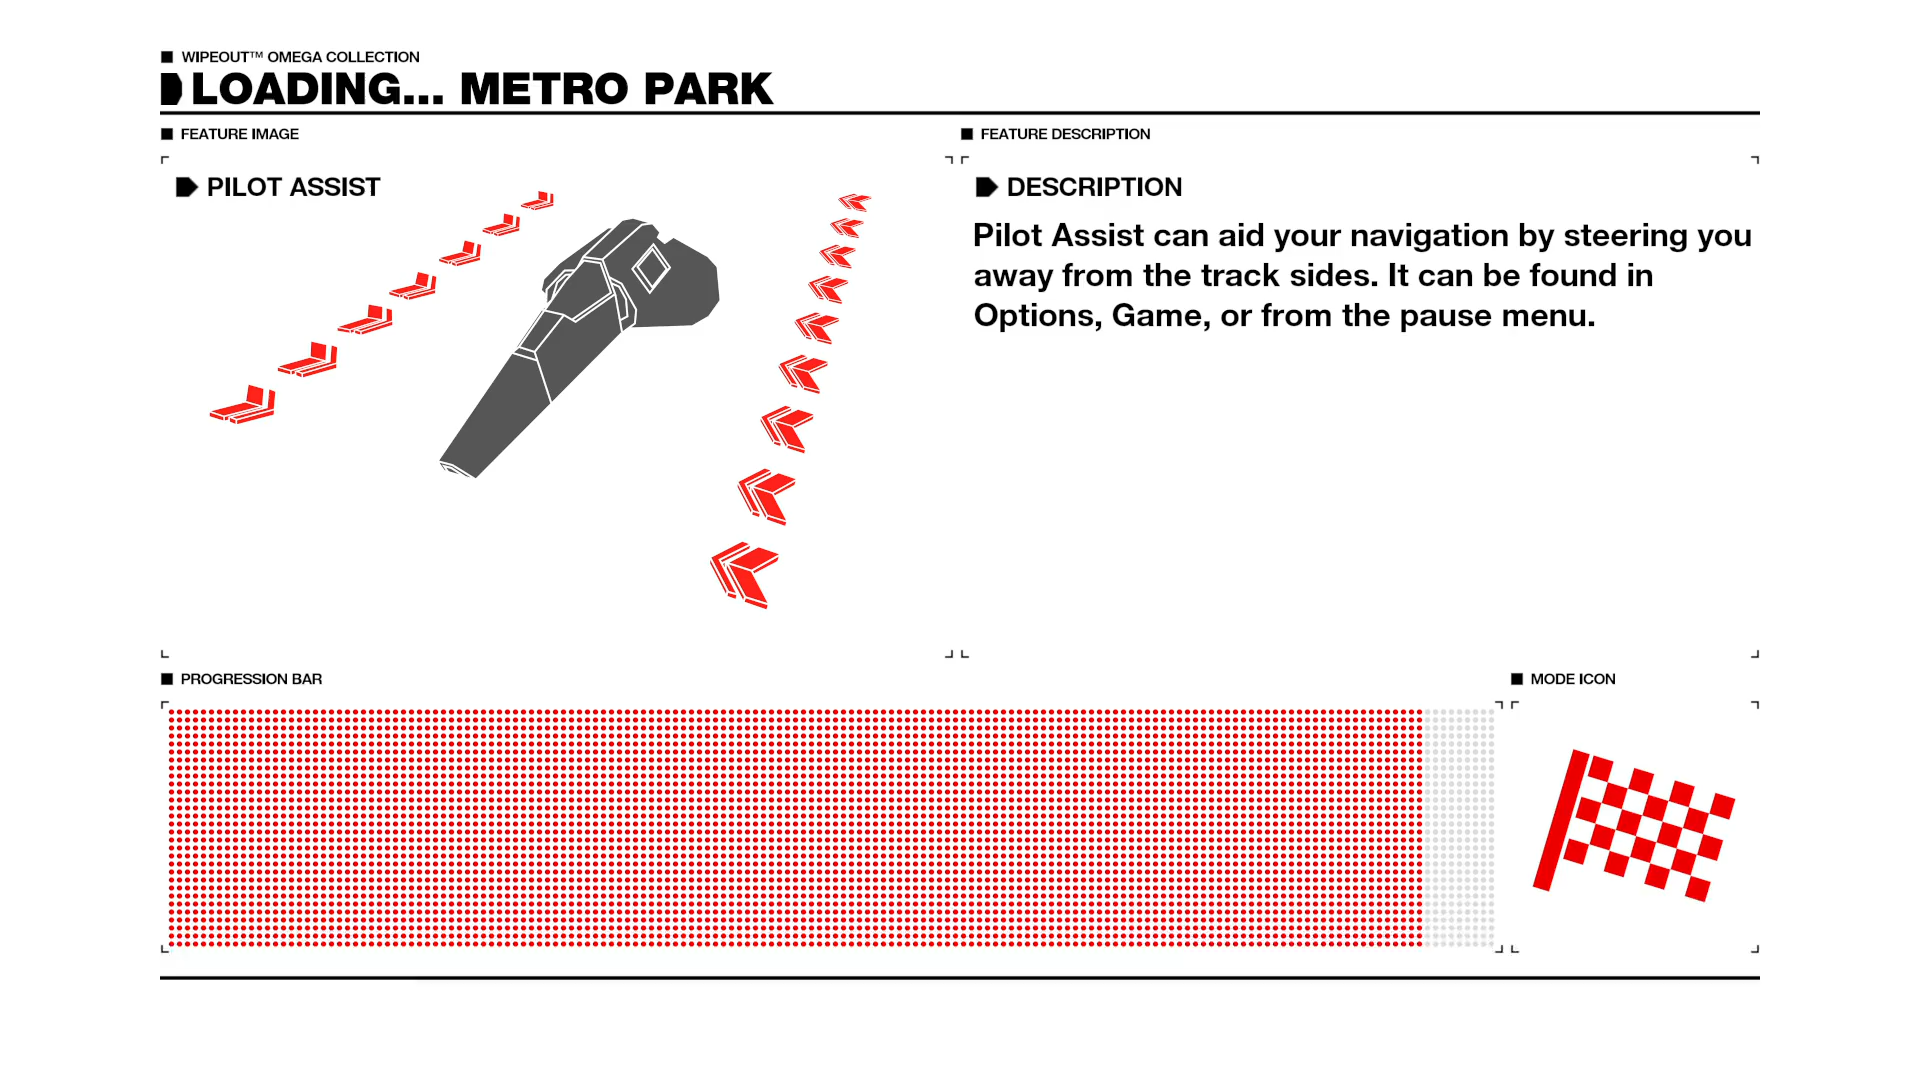 WIPEOUT™ OMEGA COLLECTION
LOADING... METRO PARK
FEATURE IMAGE
PILOT ASSIST
FEATURE DESCRIPTION
DESCRIPTION
Pilot Assist can aid your navigation by steering you
away from the track sides. It can be found in
Options, Game, or from the pause menu.
PROGRESSION BAR
MODE ICON